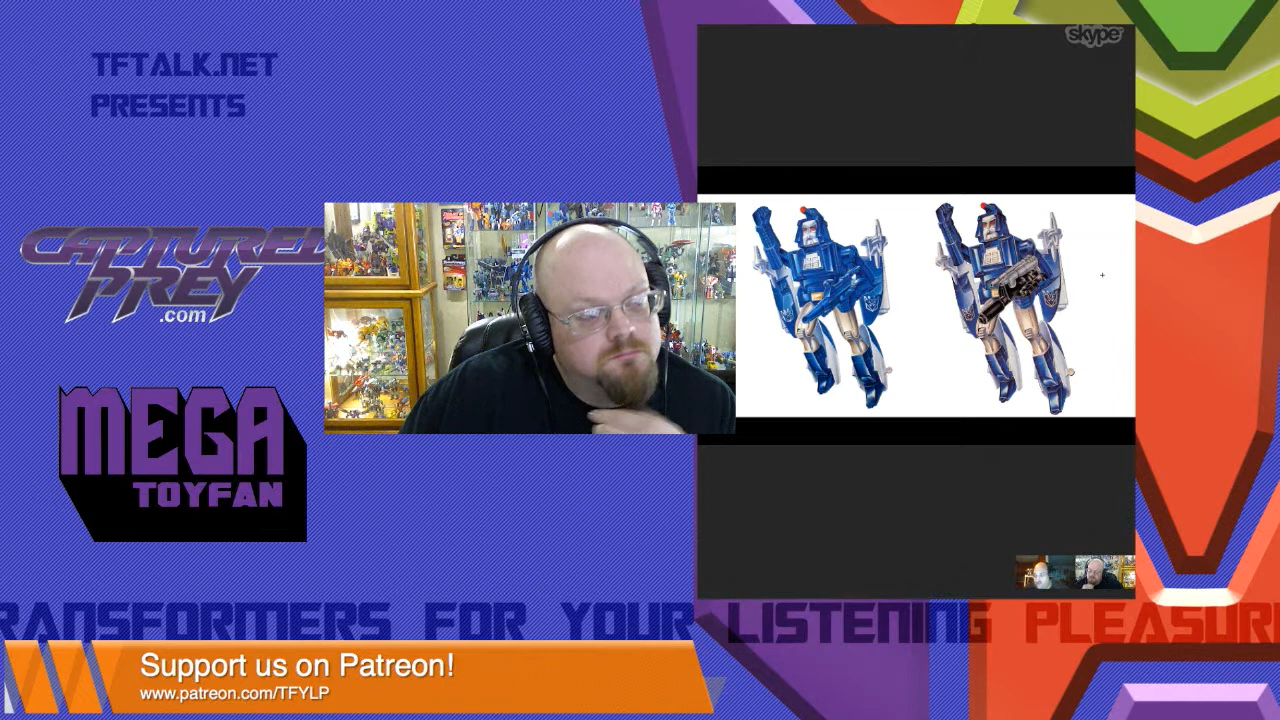 TFTALK.NET
PRESENTS
skype
CAPTURED
PREY
.com
MEGA
TOYFAN
RANSFORMERS FOR YOUR LISTENING PLEASUR
Support us on Patreon!
www.patreon.com/TFYLP